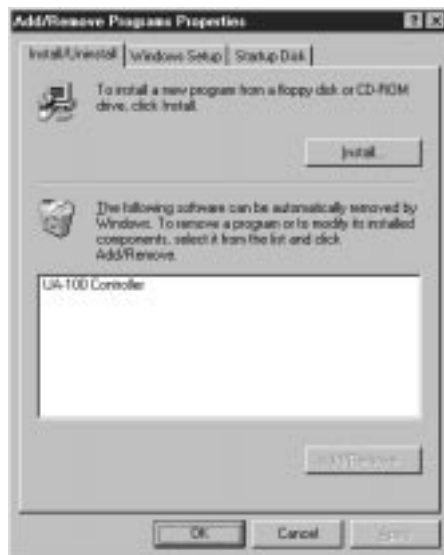 Add/Remove Programs Properties
Install/Uninstall
Windows Setup
Startup Disk
To install a new program from a floppy disk or CD-ROM
drive, click Install.
Install...
The following software can be automatically removed by
Windows. To remove a program or to modify its installed
components, select it from the list and click
Add/Remove.
UA-100 Controller
Add/Remove...
OK
Cancel
Apply